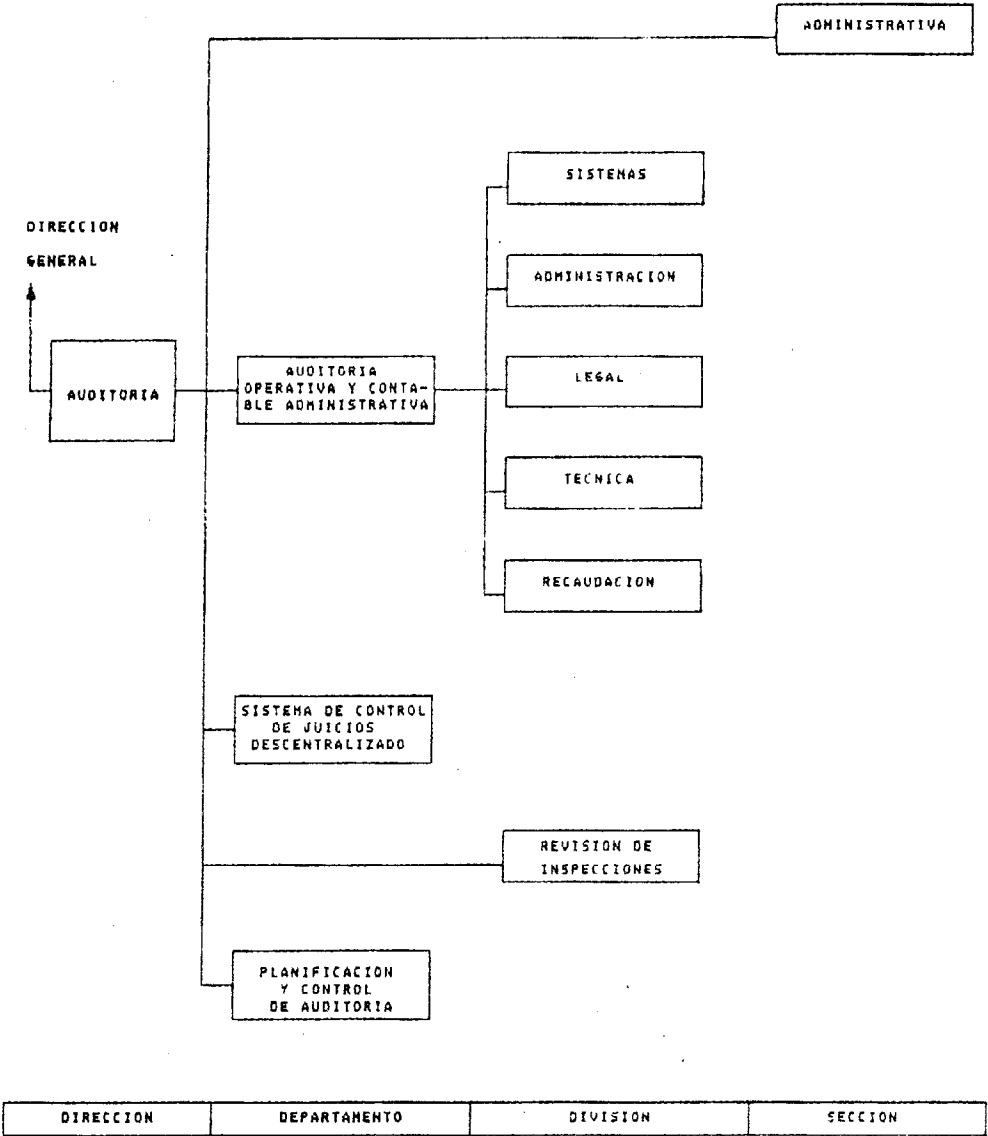 ADMINISTRATIVA
SISTEMAS
DIRECCION
GENERAL
ADMINISTRACION
AUDITORIA
AUDITORIA
OPERATIVA Y CONTA-
BLE ADMINISTRATIVA
LEGAL
TECNICA
RECAUDACION
SISTEMA DE CONTROL
DE JUICIOS
DESCENTRALIZADO
REVISION DE
INSPECCIONES
PLANIFICACION
Y CONTROL
DE AUDITORIA
DIRECCION DEPARTAMENTO DIVISION SECCION